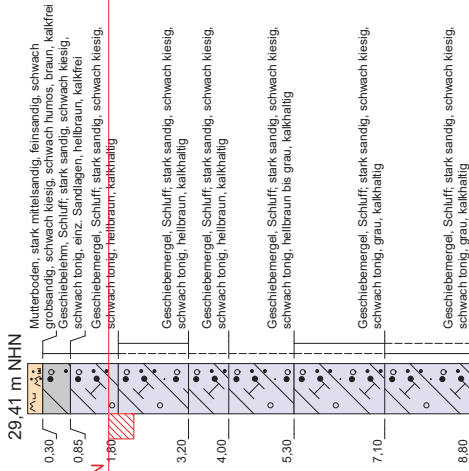 29,41 m NHN
Mutterboden, stark mittelsandig, feinsandig, schwach
grobsandig, schwach kiesig, schwach humos, braun, kalkfrei
0,30
Geschiebelehm, Schluff; stark sandig, schwach kiesig,
schwach tonig, einz. Sandlagen, hellbraun, kalkfrei
0,85
Geschiebemergel, Schluff; stark sandig, schwach kiesig,
schwach tonig, hellbraun, kalkhaltig
N
1,80
Geschiebemergel, Schluff; stark sandig, schwach kiesig,
schwach tonig, hellbraun, kalkhaltig
3,20
Geschiebemergel, Schluff; stark sandig, schwach kiesig,
schwach tonig, hellbraun, kalkhaltig
4,00
Geschiebemergel, Schluff; stark sandig, schwach kiesig,
schwach tonig, hellbraun bis grau, kalkhaltig
5,30
Geschiebemergel, Schluff; stark sandig, schwach kiesig,
schwach tonig, grau, kalkhaltig
7,10
Geschiebemergel, Schluff; stark sandig, schwach kiesig,
schwach tonig, grau, kalkhaltig
8,80